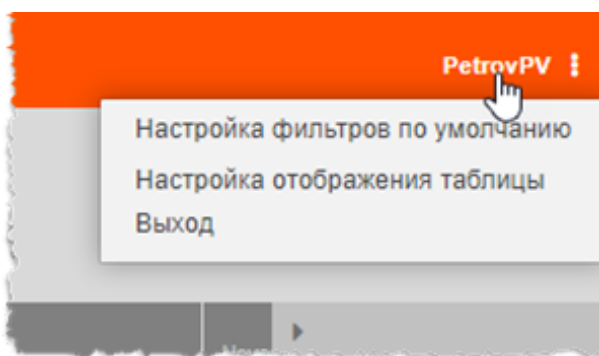 PetrovPV
Настройка фильтров по умолчанию
Настройка отображения таблицы
Выход